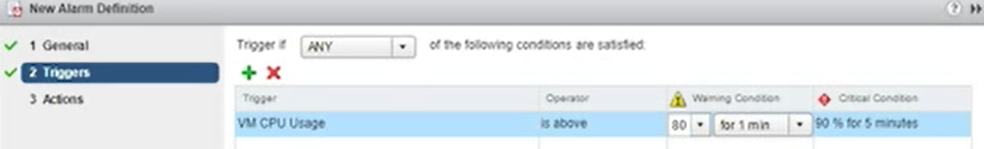 New Alarm Definition
1 General
2 Triggers
3 Actions
Trigger if ANY of the following conditions are satisfied:
Trigger Operator Warning Condition Critical Condition
VM CPU Usage is above 80 for 1 min 90 % for 5 minutes